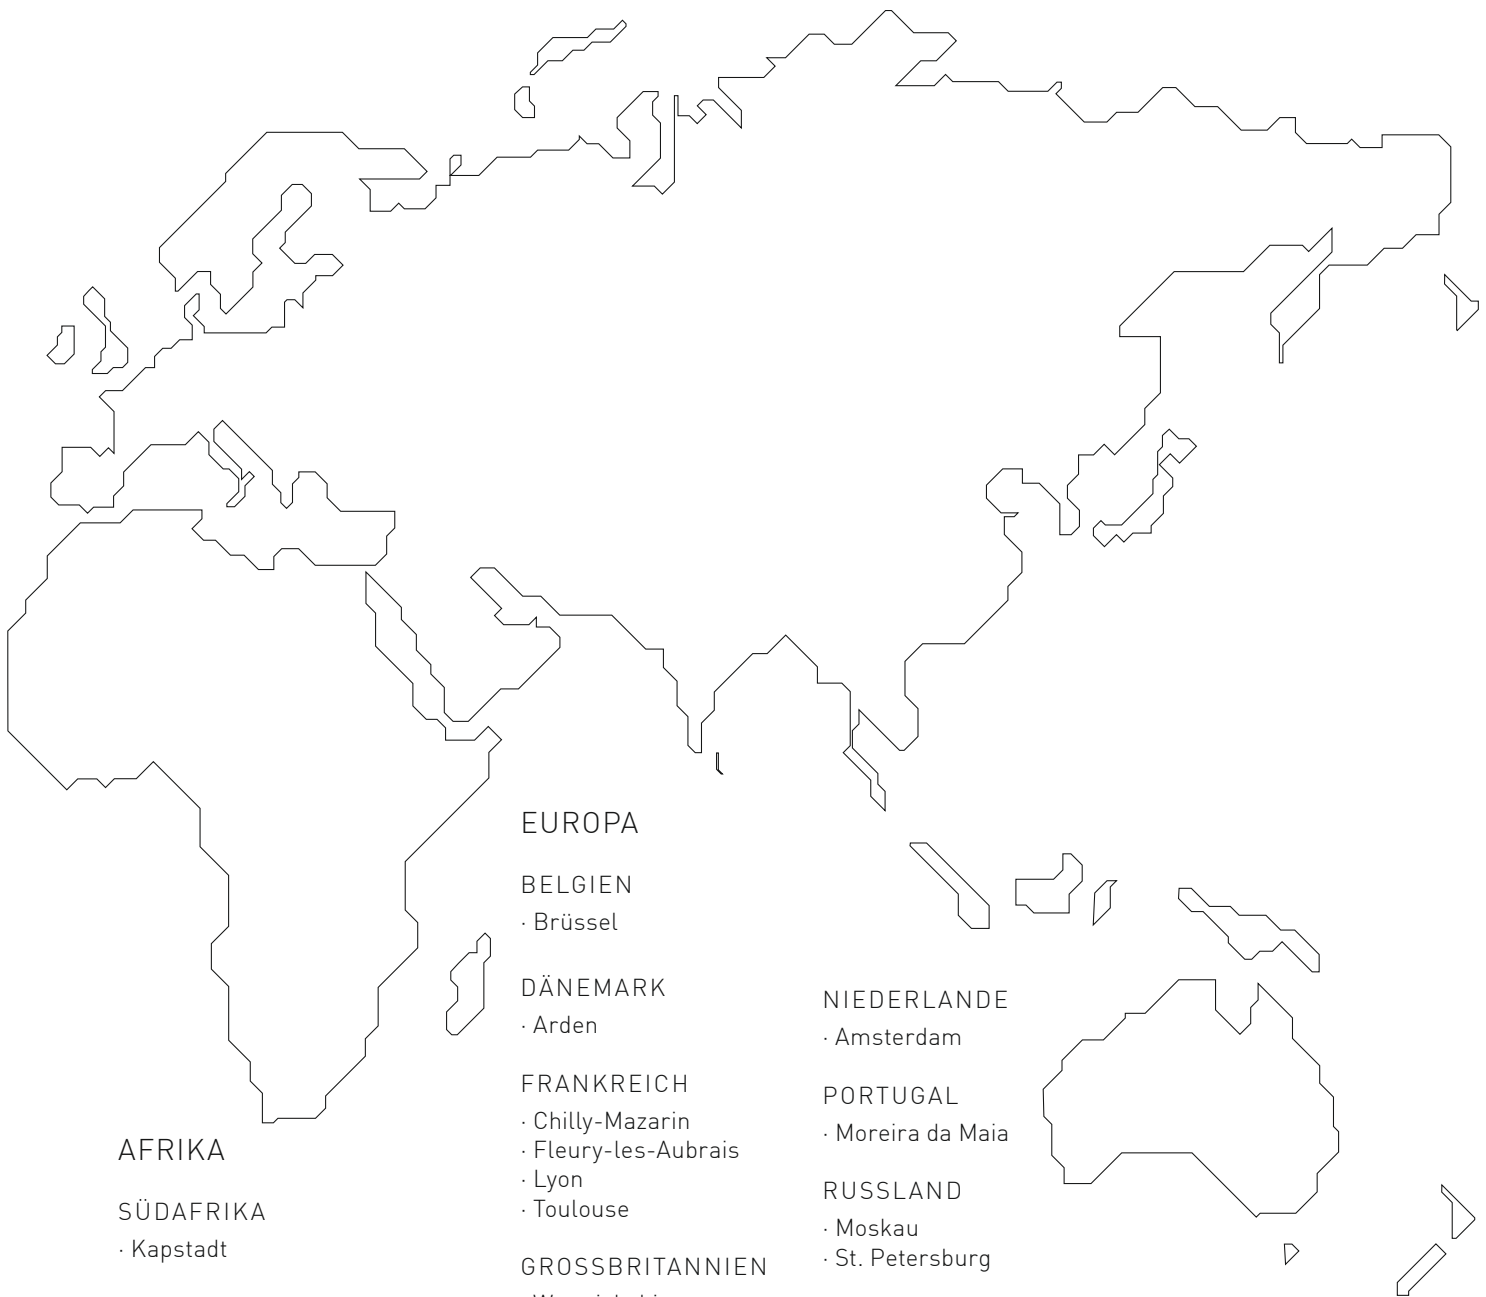 AFRIKA
SÜDAFRIKA
· Kapstadt
EUROPA
BELGIEN
· Brüssel
DÄNEMARK
· Arden
FRANKREICH
· Chilly-Mazarin
· Fleury-les-Aubrais
· Lyon
· Toulouse
GROSSBRITANNIEN
NIEDERLANDE
· Amsterdam
PORTUGAL
· Moreira da Maia
RUSSLAND
· Moskau
· St. Petersburg